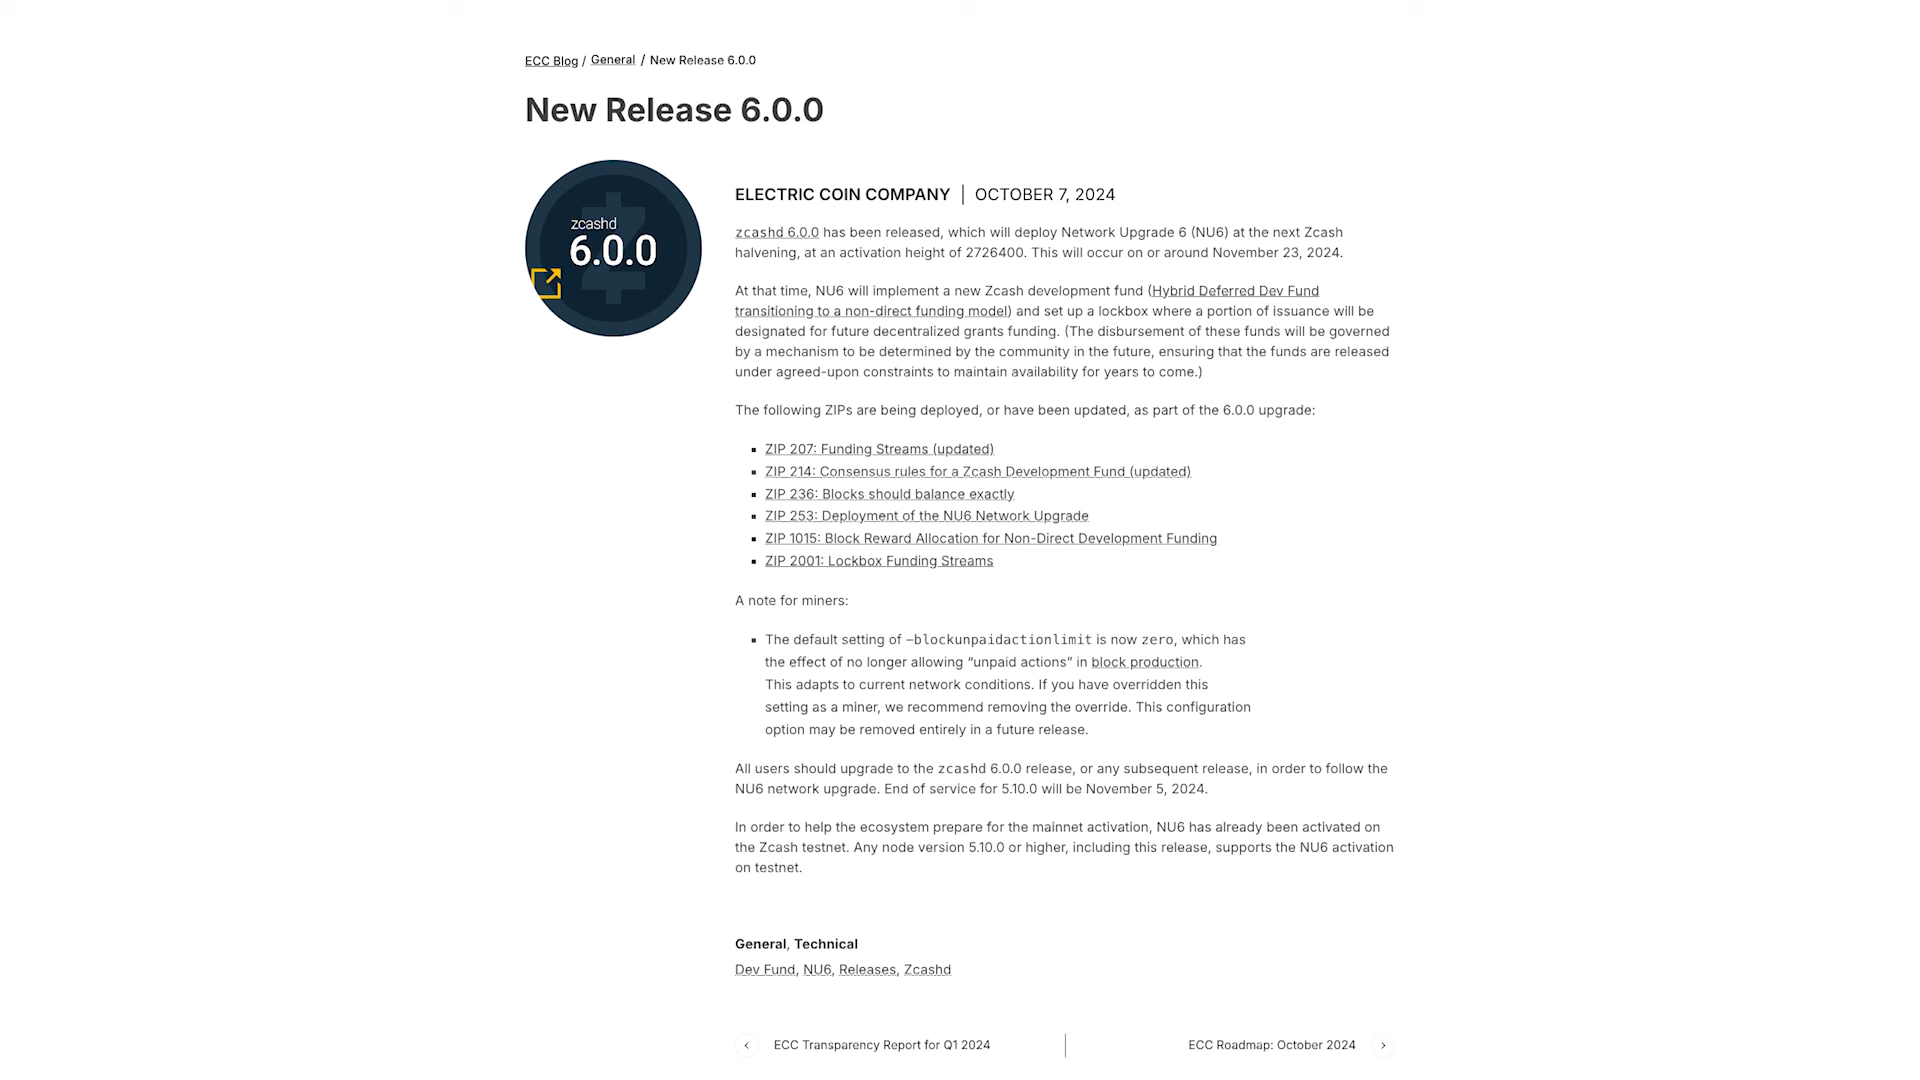 ECC Blog / General / New Release 6.0.0
New Release 6.0.0
zcashd
6.0.0
ELECTRIC COIN COMPANY | OCTOBER 7, 2024
zcashd 6.0.0 has been released, which will deploy Network Upgrade 6 (NU6) at the next Zcash
halvening, at an activation height of 2726400. This will occur on or around November 23, 2024.
At that time, NU6 will implement a new Zcash development fund (Hybrid Deferred Dev Fund
transitioning to a non-direct funding model) and set up a lockbox where a portion of issuance will be
designated for future decentralized grants funding. (The disbursement of these funds will be governed
by a mechanism to be determined by the community in the future, ensuring that the funds are released
under agreed-upon constraints to maintain availability for years to come.)
The following ZIPs are being deployed, or have been updated, as part of the 6.0.0 upgrade:
▪ ZIP 207: Funding Streams (updated)
▪ ZIP 214: Consensus rules for a Zcash Development Fund (updated)
▪ ZIP 236: Blocks should balance exactly
▪ ZIP 253: Deployment of the NU6 Network Upgrade
▪ ZIP 1015: Block Reward Allocation for Non-Direct Development Funding
▪ ZIP 2001: Lockbox Funding Streams
A note for miners:
▪ The default setting of –blockunpaidactionlimit is now zero, which has
the effect of no longer allowing “unpaid actions” in block production.
This adapts to current network conditions. If you have overridden this
setting as a miner, we recommend removing the override. This configuration
option may be removed entirely in a future release.
All users should upgrade to the zcashd 6.0.0 release, or any subsequent release, in order to follow the
NU6 network upgrade. End of service for 5.10.0 will be November 5, 2024.
In order to help the ecosystem prepare for the mainnet activation, NU6 has already been activated on
the Zcash testnet. Any node version 5.10.0 or higher, including this release, supports the NU6 activation
on testnet.
General, Technical
Dev Fund, NU6, Releases, Zcashd
‹ ECC Transparency Report for Q1 2024 | ECC Roadmap: October 2024 ›